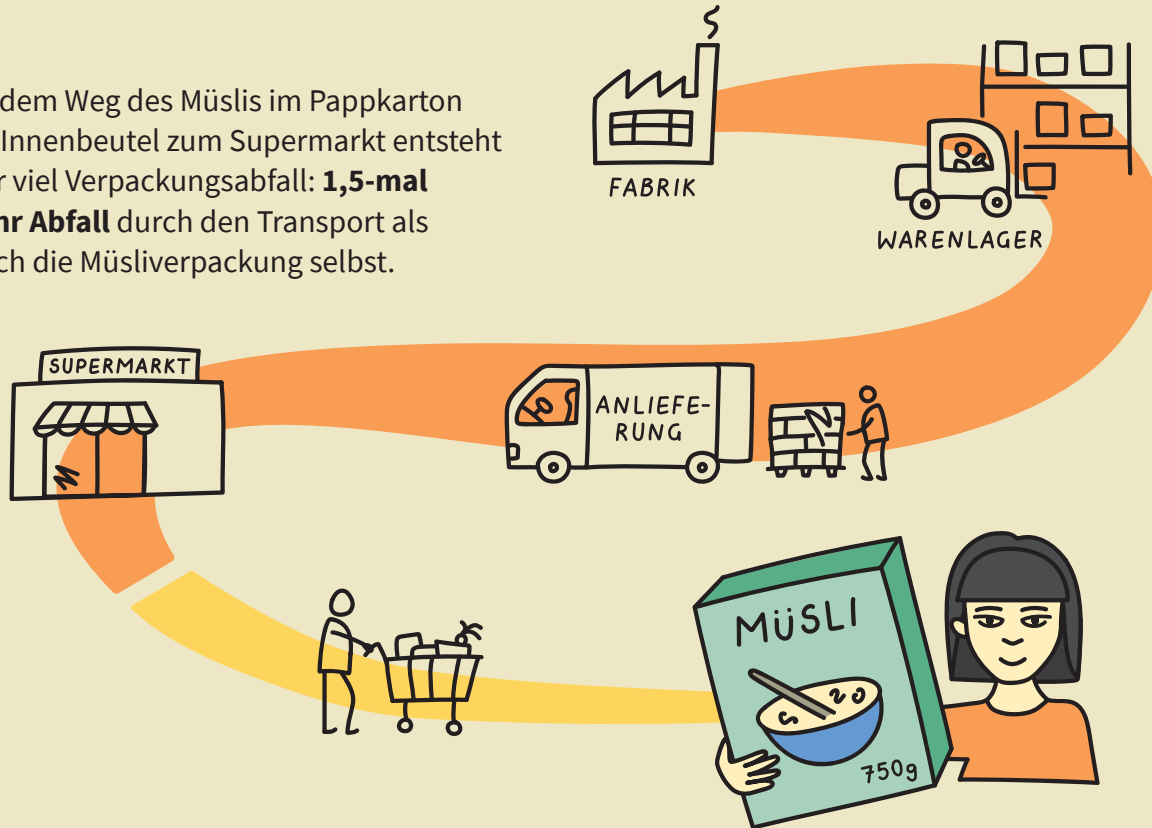 dem Weg des Müslis im Pappkarton
Innenbeutel zum Supermarkt entsteht
r viel Verpackungsabfall: 1,5-mal
hr Abfall durch den Transport als
ch die Müsliverpackung selbst.
FABRIK
WARENLAGER
SUPERMARKT
ANLIEFE-
RUNG
MÜSLI
750g